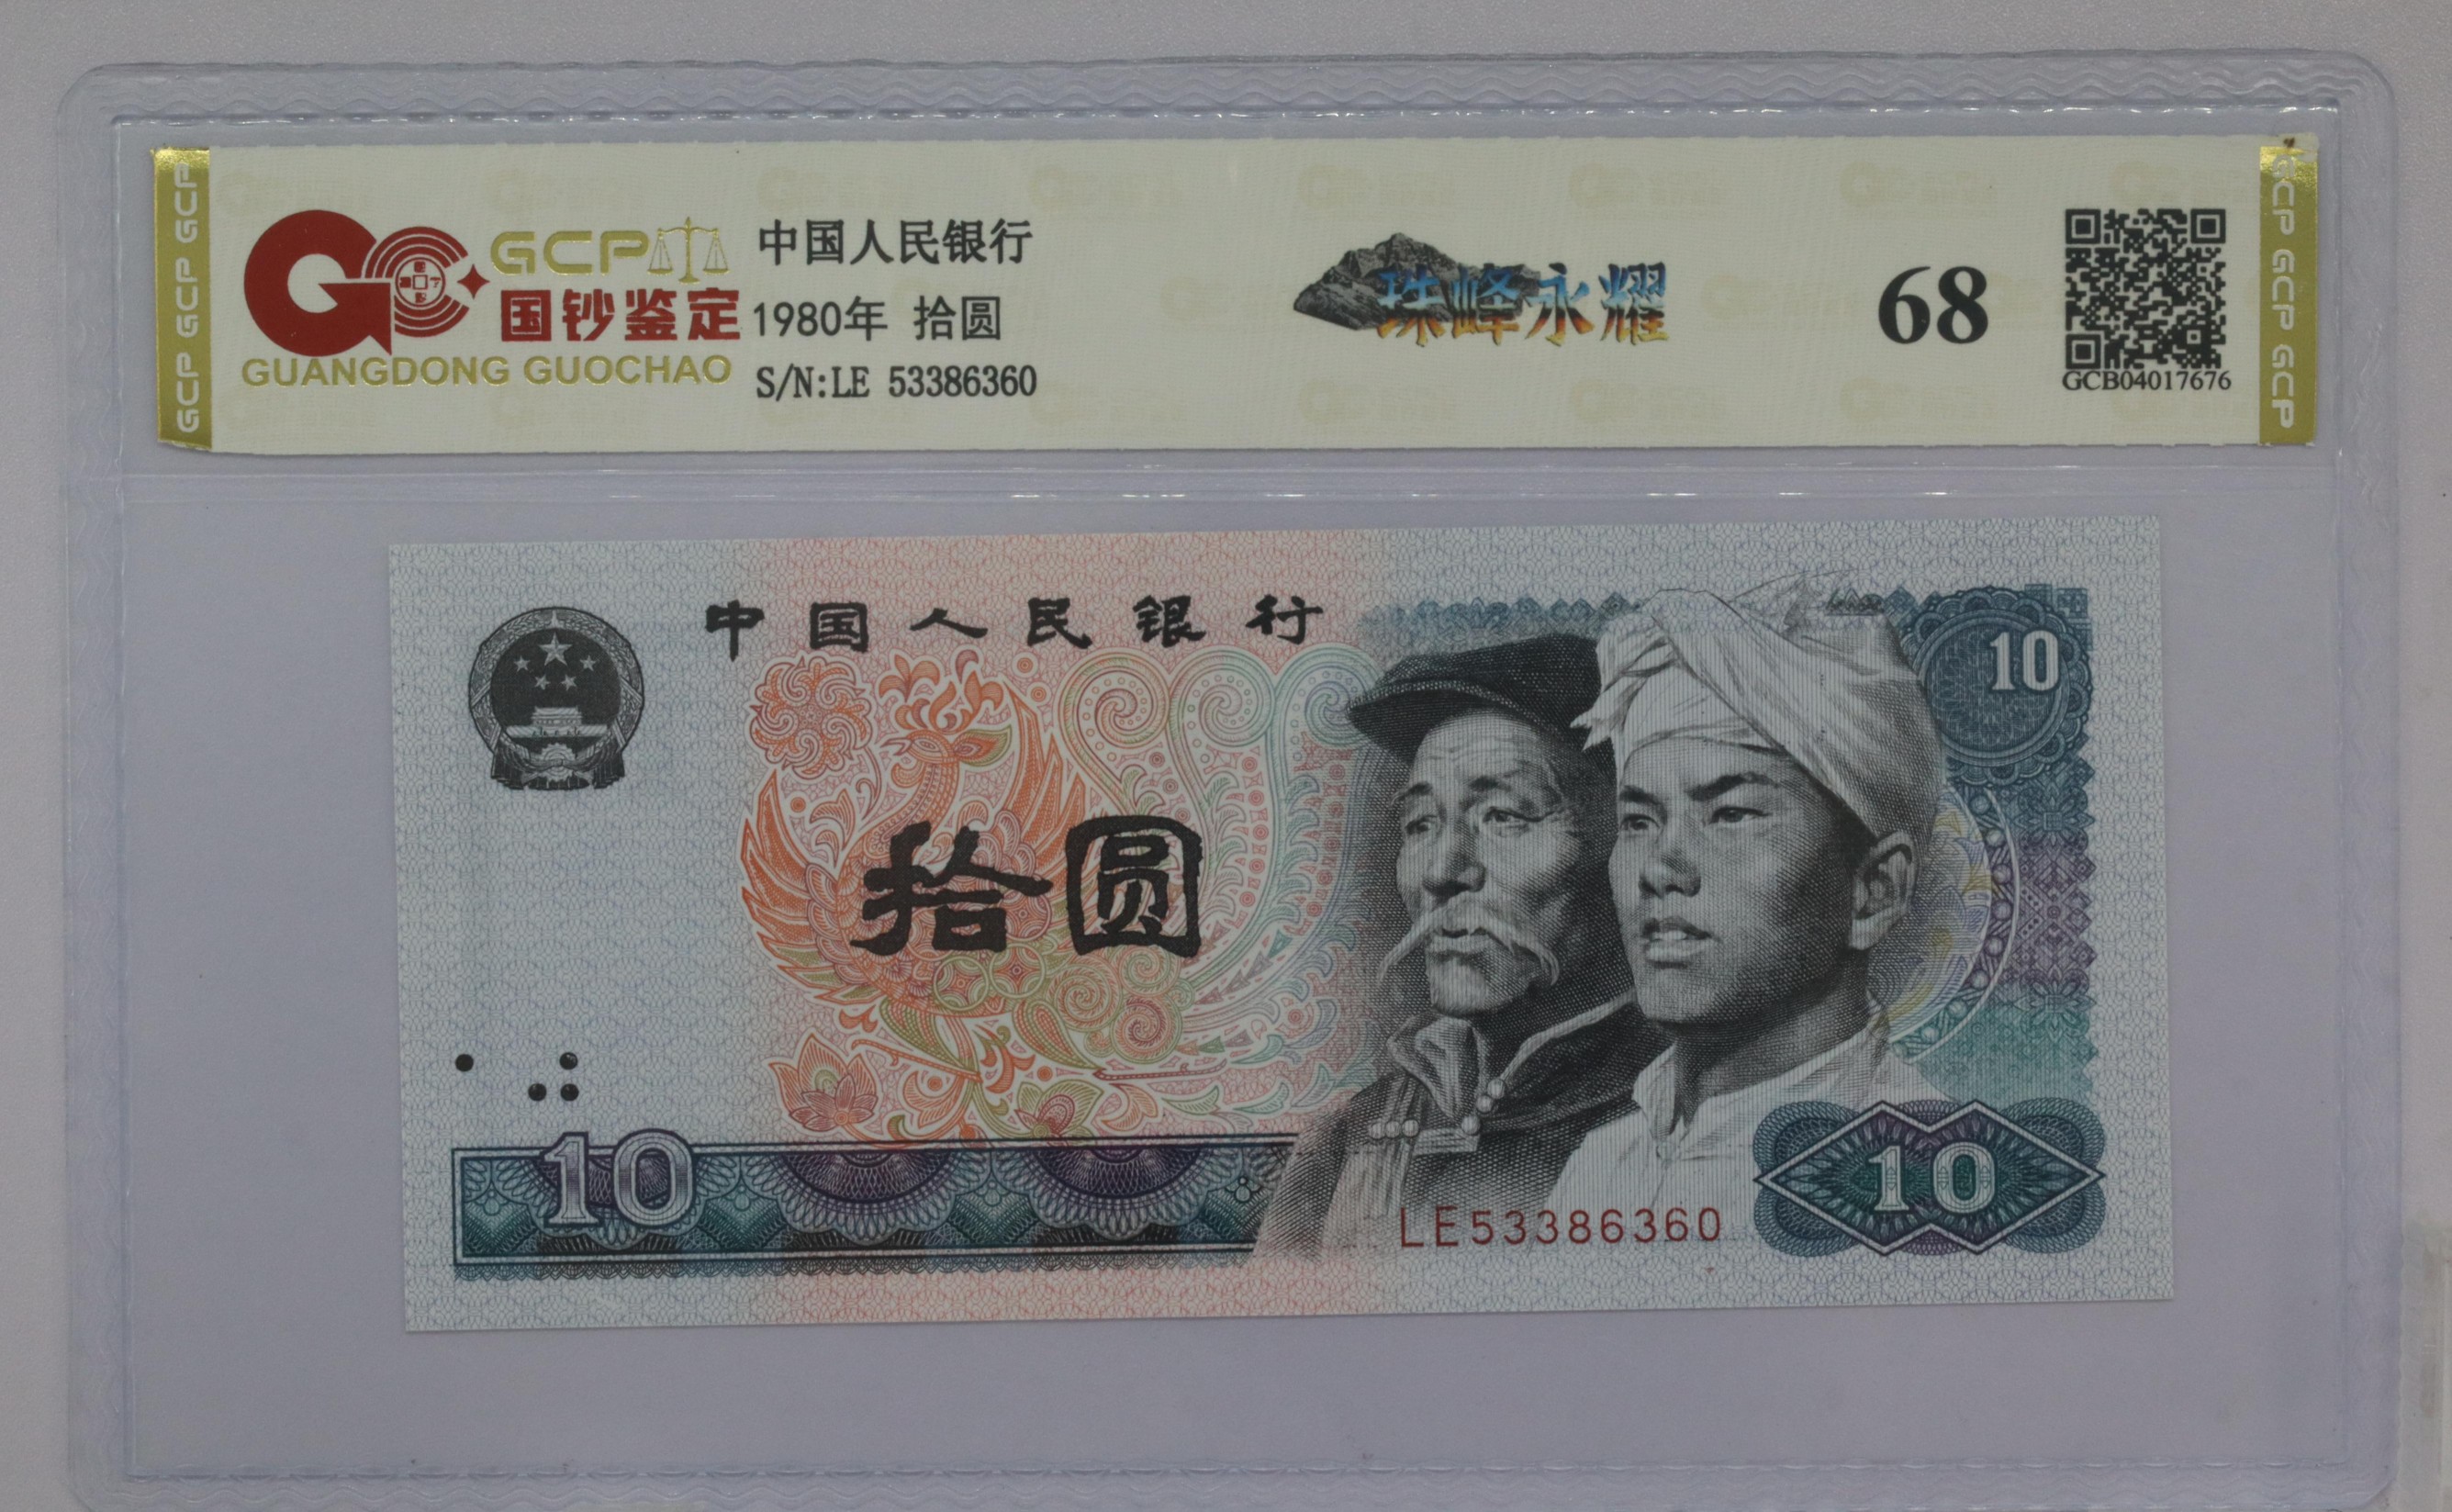 GCP
国钞鉴定
GUANGDONG GUOCHAO
中国人民银行
1980年 拾圆
S/N:LE 53386360
珠峰永耀
68
GCB04017676
GCP GCP GCP
GCP GCP GCP
中国人民银行
10
拾圆
10
LE53386360
10